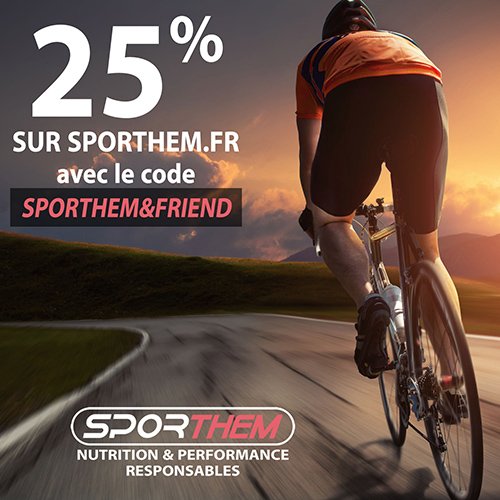 25%
SUR SPORTHEM.FR
avec le code
SPORTHEM&FRIEND
SPORTHEM
NUTRITION & PERFORMANCE
RESPONSABLES